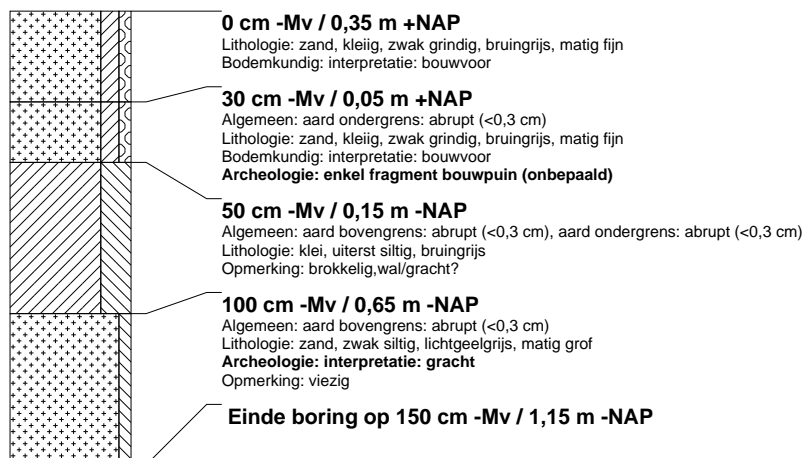 0 cm -Mv / 0,35 m +NAP
Lithologie: zand, kleiig, zwak grindig, bruingrijs, matig fijn
Bodemkundig: interpretatie: bouwvoor
30 cm -Mv / 0,05 m +NAP
Algemeen: aard ondergrens: abrupt (<0,3 cm)
Lithologie: zand, kleiig, zwak grindig, bruingrijs, matig fijn
Bodemkundig: interpretatie: bouwvoor
Archeologie: enkel fragment bouwpuin (onbepaald)
50 cm -Mv / 0,15 m -NAP
Algemeen: aard bovengrens: abrupt (<0,3 cm), aard ondergrens: abrupt (<0,3 cm)
Lithologie: klei, uiterst siltig, bruingrijs
Opmerking: brokkelig,wal/gracht?
100 cm -Mv / 0,65 m -NAP
Algemeen: aard bovengrens: abrupt (<0,3 cm)
Lithologie: zand, zwak siltig, lichtgeelgrijs, matig grof
Archeologie: interpretatie: gracht
Opmerking: viezig
Einde boring op 150 cm -Mv / 1,15 m -NAP